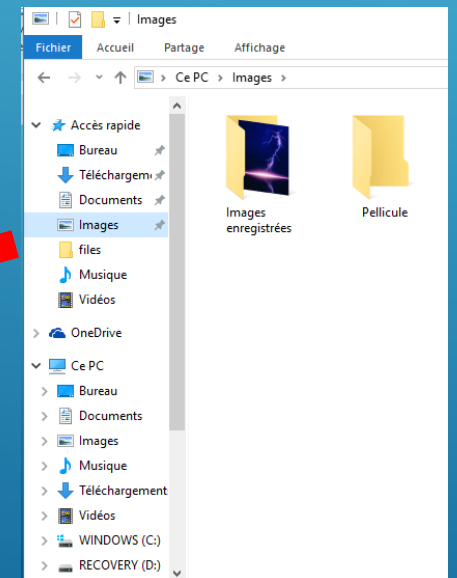 Images
Fichier Accueil Partage Affichage
Ce PC Images
Accès rapide
Bureau
Téléchargem
Documents
Images
files
Musique
Vidéos
OneDrive
Ce PC
Bureau
Documents
Images
Musique
Téléchargement
Vidéos
WINDOWS (C:)
RECOVERY (D:)
Images
enregistrées
Pellicule